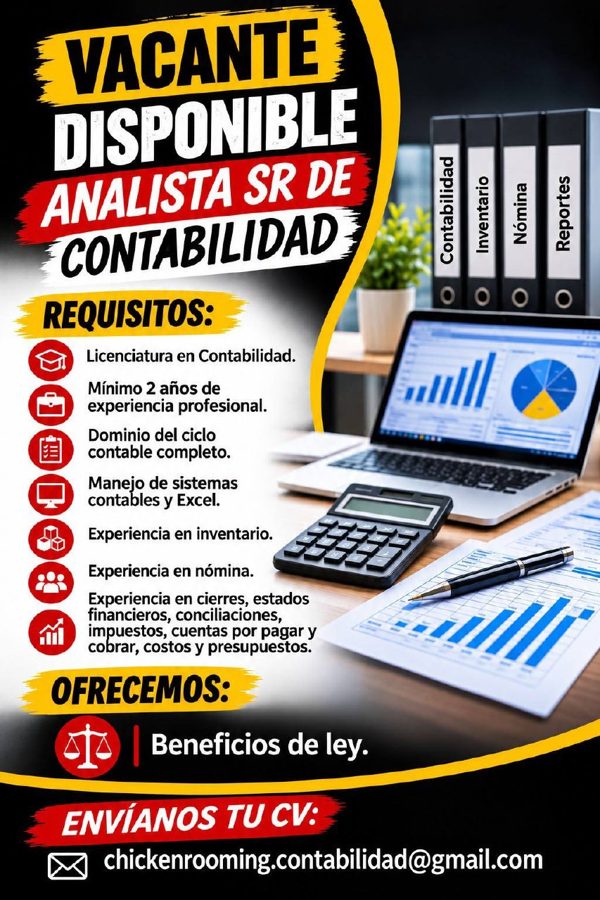 VACANTE
DISPONIBLE
ANALISTA SR DE
CONTABILIDAD
REQUISITOS:
Licenciatura en Contabilidad.
Mínimo 2 años de
experiencia profesional.
Dominio del ciclo
contable completo.
Manejo de sistemas
contables y Excel.
Experiencia en inventario.
Experiencia en nómina.
Experiencia en cierres, estados
financieros, conciliaciones,
impuestos, cuentas por pagar y
cobrar, costos y presupuestos.
OFRECEMOS:
Beneficios de ley.
ENVÍANOS TU CV:
chickenrooming.contabilidad@gmail.com
Contabilidad
Inventario
Nómina
Reportes